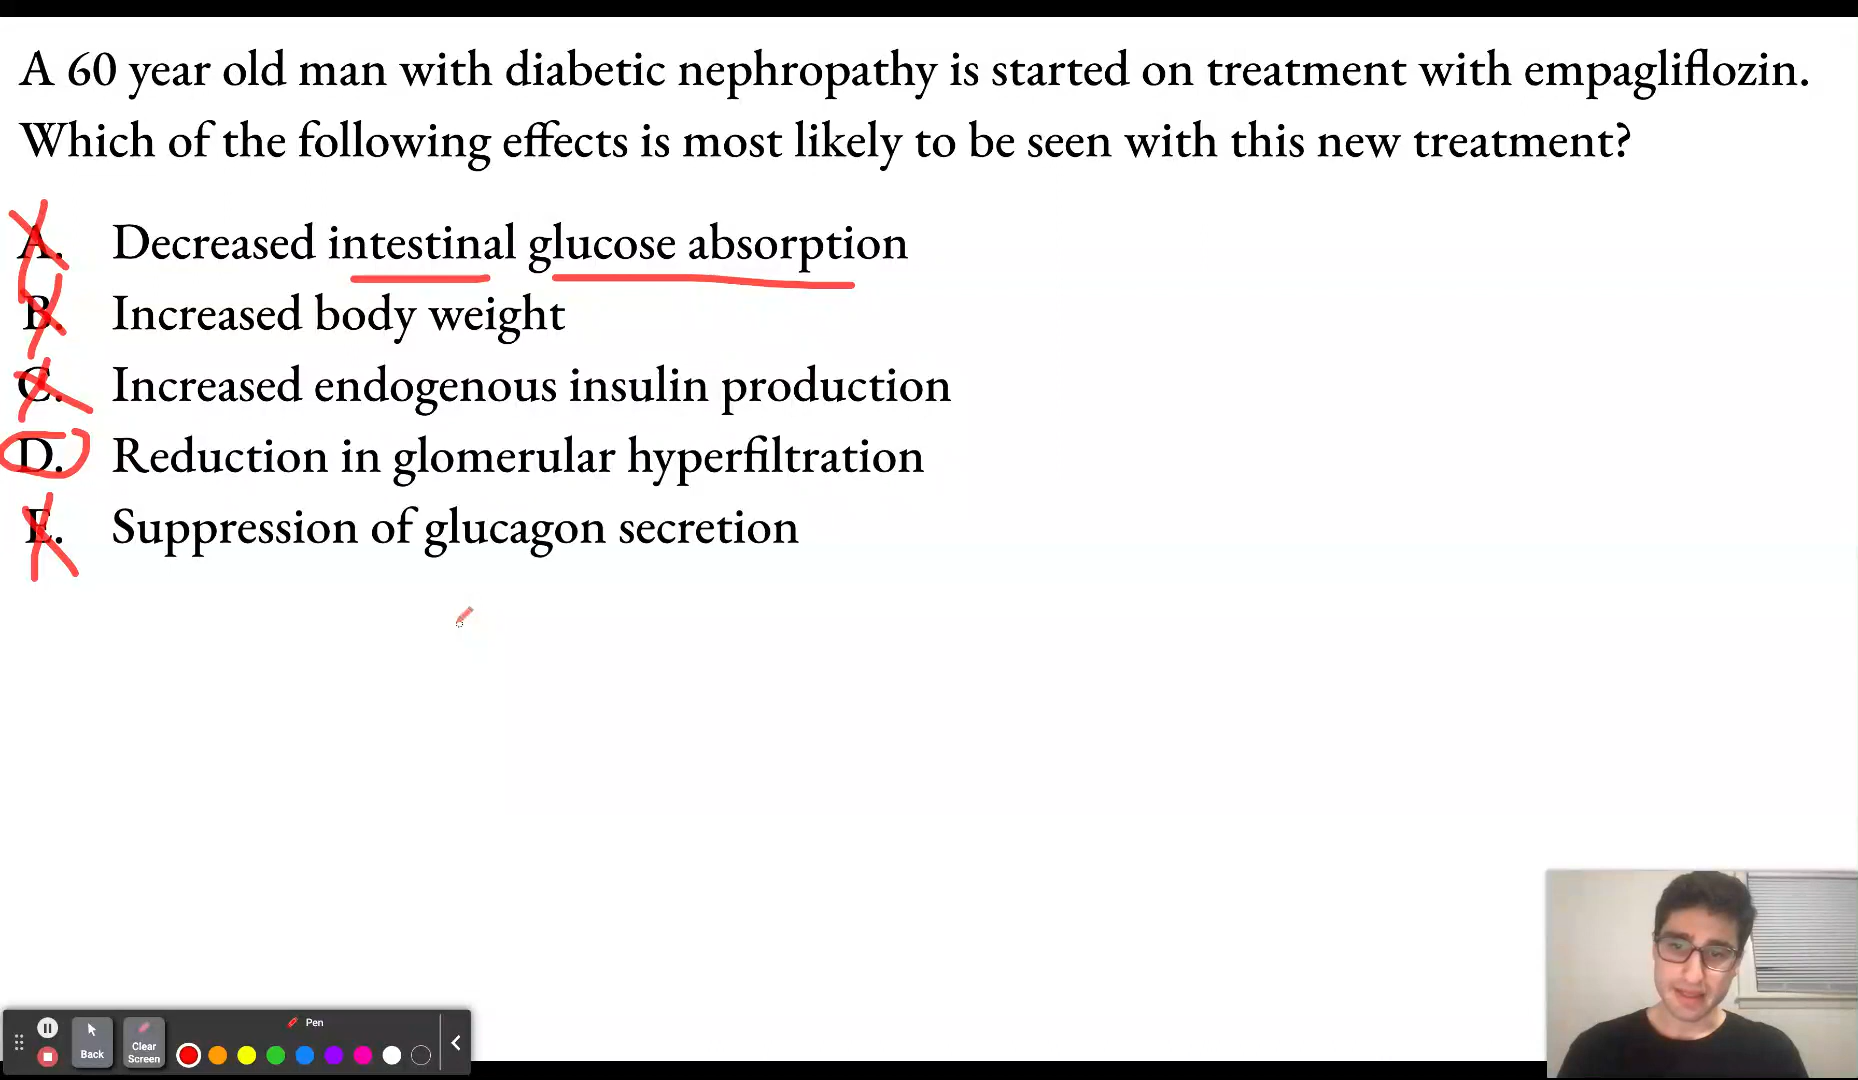 A 60 year old man with diabetic nephropathy is started on treatment with empagliflozin.
Which of the following effects is most likely to be seen with this new treatment?
A. Decreased intestinal glucose absorption
B. Increased body weight
C. Increased endogenous insulin production
D. Reduction in glomerular hyperfiltration
E. Suppression of glucagon secretion
Pen
Back
Clear
Screen